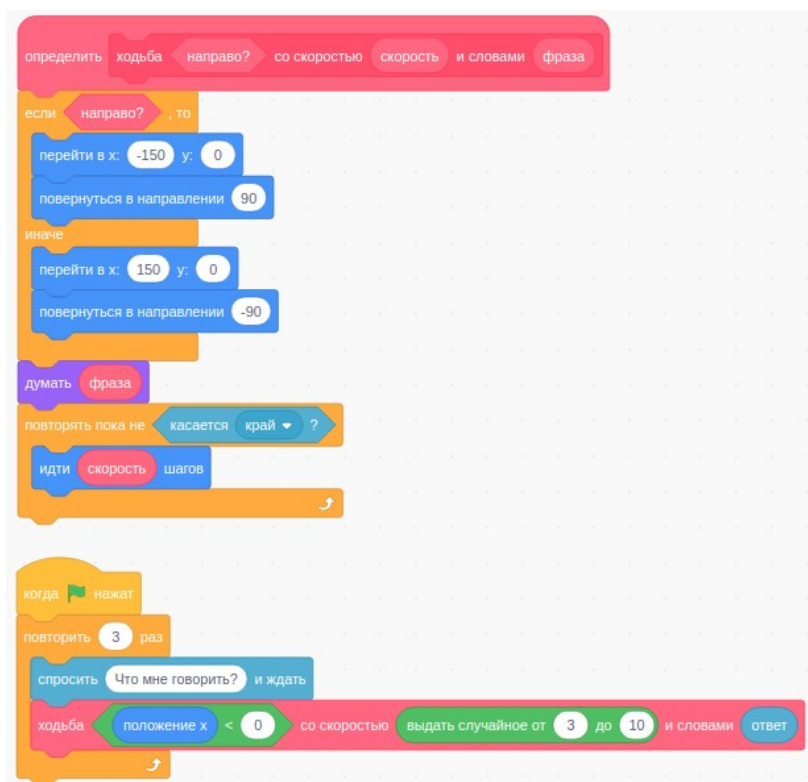 определить ходьба направо? со скоростью скорость и словами фраза
если направо? , то
перейти в x: -150 y: 0
повернуться в направлении 90
иначе
перейти в x: 150 y: 0
повернуться в направлении -90
думать фраза
повторять пока не касается край ?
идти скорость шагов
когда нажат
повторить 3 раз
спросить Что мне говорить? и ждать
ходьба положение x < 0 со скоростью выдать случайное от 3 до 10 и словами ответ